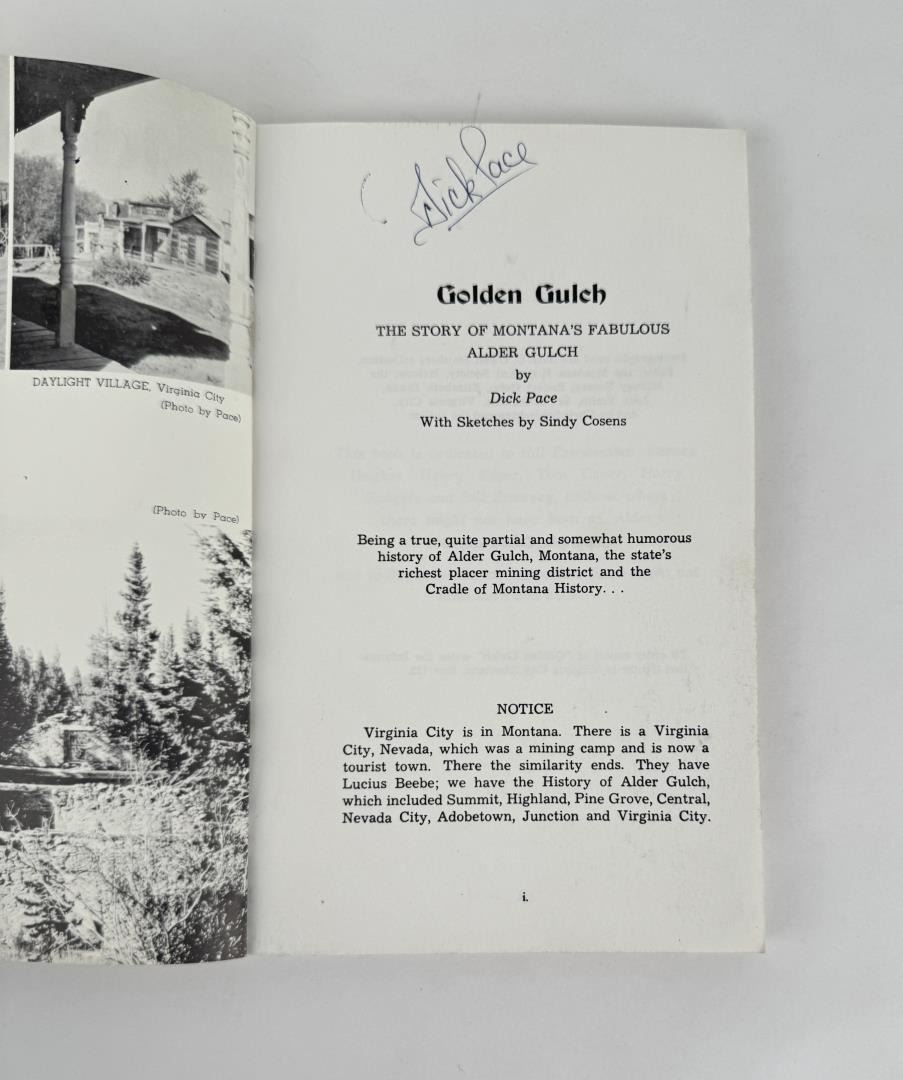 DAYLIGHT VILLAGE, Virginia City
(Photo by Pace)
(Photo by Pace)
Dick Pace
Golden Gulch
THE STORY OF MONTANA'S FABULOUS
ALDER GULCH
by
Dick Pace
With Sketches by Sindy Cosens
Being a true, quite partial and somewhat humorous
history of Alder Gulch, Montana, the state's
richest placer mining district and the
Cradle of Montana History. . .
NOTICE
Virginia City is in Montana. There is a Virginia
City, Nevada, which was a mining camp and is now a
tourist town. There the similarity ends. They have
Lucius Beebe; we have the History of Alder Gulch,
which included Summit, Highland, Pine Grove, Central,
Nevada City, Adobetown, Junction and Virginia City.
i.